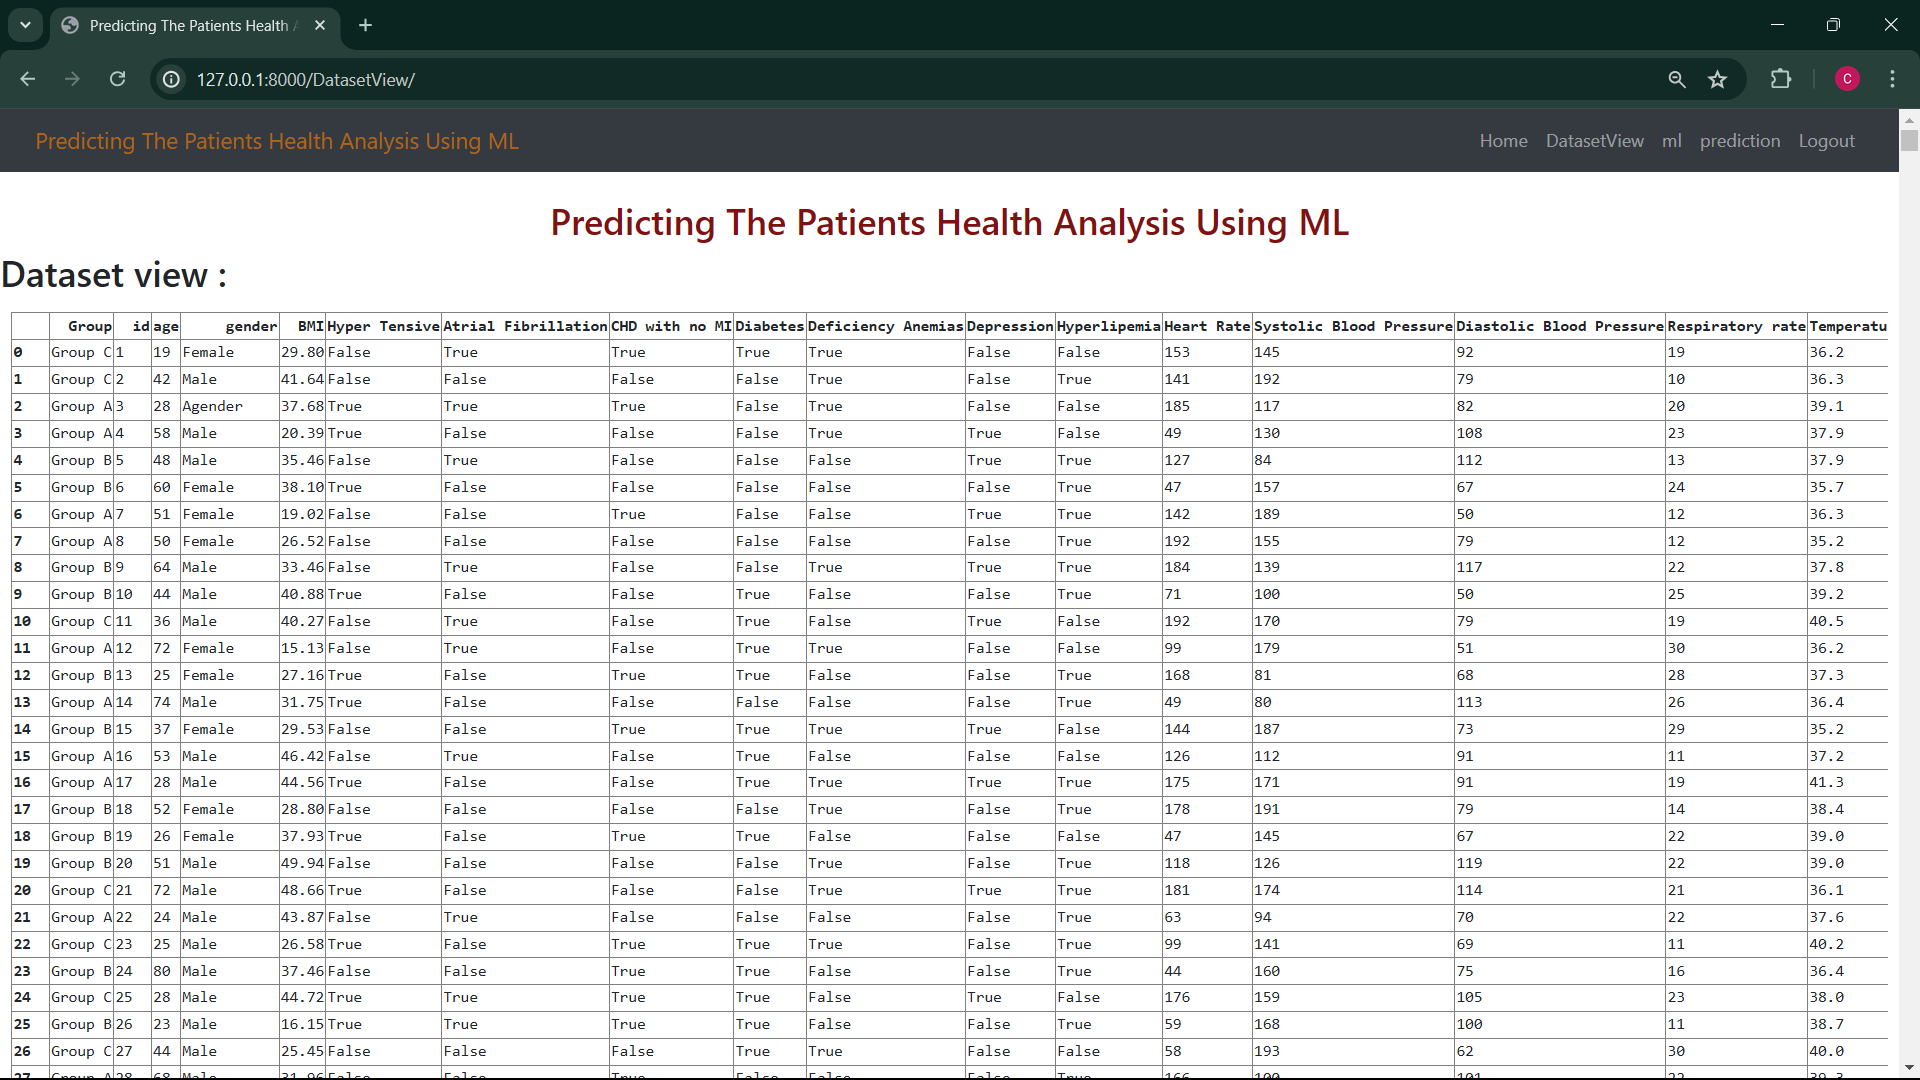 Predicting The Patients Health A
127.0.0.1:8000/DatasetView/
C
Predicting The Patients Health Analysis Using ML Home DatasetView ml prediction Logout
Predicting The Patients Health Analysis Using ML
Dataset view :
Group id age gender BMI Hyper Tensive Atrial Fibrillation CHD with no MI Diabetes Deficiency Anemias Depression Hyperlipemia Heart Rate Systolic Blood Pressure Diastolic Blood Pressure Respiratory rate Temperatu
0 Group C 1 19 Female 29.80 False True True True True False False 153 145 92 19 36.2
1 Group C 2 42 Male 41.64 False False False False True False True 141 192 79 10 36.3
2 Group A 3 28 Agender 37.68 True True True False True False False 185 117 82 20 39.1
3 Group A 4 58 Male 20.39 True False False False True True False 49 130 108 23 37.9
4 Group B 5 48 Male 35.46 False True False False False True True 127 84 112 13 37.9
5 Group B 6 60 Female 38.10 True False False False False False True 47 157 67 24 35.7
6 Group A 7 51 Female 19.02 False False True False False True True 142 189 50 12 36.3
7 Group A 8 50 Female 26.52 False False False False False False True 192 155 79 12 35.2
8 Group B 9 64 Male 33.46 False True False False True True True 184 139 117 22 37.8
9 Group B 10 44 Male 40.88 True False False True False False True 71 100 50 25 39.2
10 Group C 11 36 Male 40.27 False True False True False True False 192 170 79 19 40.5
11 Group A 12 72 Female 15.13 False True False True True False False 99 179 51 30 36.2
12 Group B 13 25 Female 27.16 True False True True False False True 168 81 68 28 37.3
13 Group A 14 74 Male 31.75 True False False False False False True 49 80 113 26 36.4
14 Group B 15 37 Female 29.53 False False True True True True False 144 187 73 29 35.2
15 Group A 16 53 Male 46.42 False True False True False False False 126 112 91 11 37.2
16 Group A 17 28 Male 44.56 True False False True True True True 175 171 91 19 41.3
17 Group B 18 52 Female 28.80 False False False False True False True 178 191 79 14 38.4
18 Group B 19 26 Female 37.93 True False True True False False False 47 145 67 22 39.0
19 Group B 20 51 Male 49.94 False False False False True False True 118 126 119 22 39.0
20 Group C 21 72 Male 48.66 True False False False True True True 181 174 114 21 36.1
21 Group A 22 24 Male 43.87 False True False False False False True 63 94 70 22 37.6
22 Group C 23 25 Male 26.58 True False True True True False True 99 141 69 11 40.2
23 Group B 24 80 Male 37.46 False False True True False False True 44 160 75 16 36.4
24 Group C 25 28 Male 44.72 True True True True False True False 176 159 105 23 38.0
25 Group B 26 23 Male 16.15 True True True True False False True 59 168 100 11 38.7
26 Group C 27 44 Male 25.45 False False False True True False False 58 193 62 30 40.0